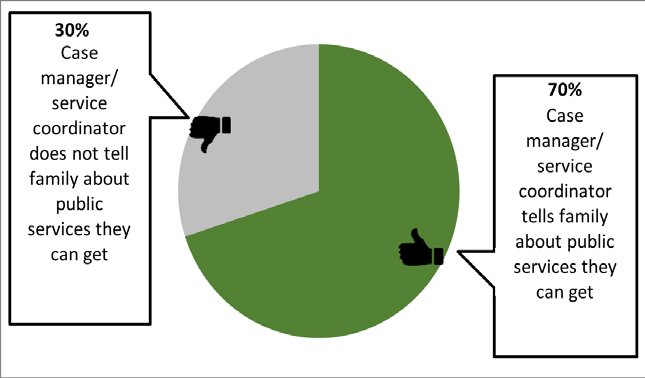 30%
Case
manager/
service
coordinator
does not tell
family about
public
services they
can get
70%
Case
manager/
service
coordinator
tells family
about public
services they
can get